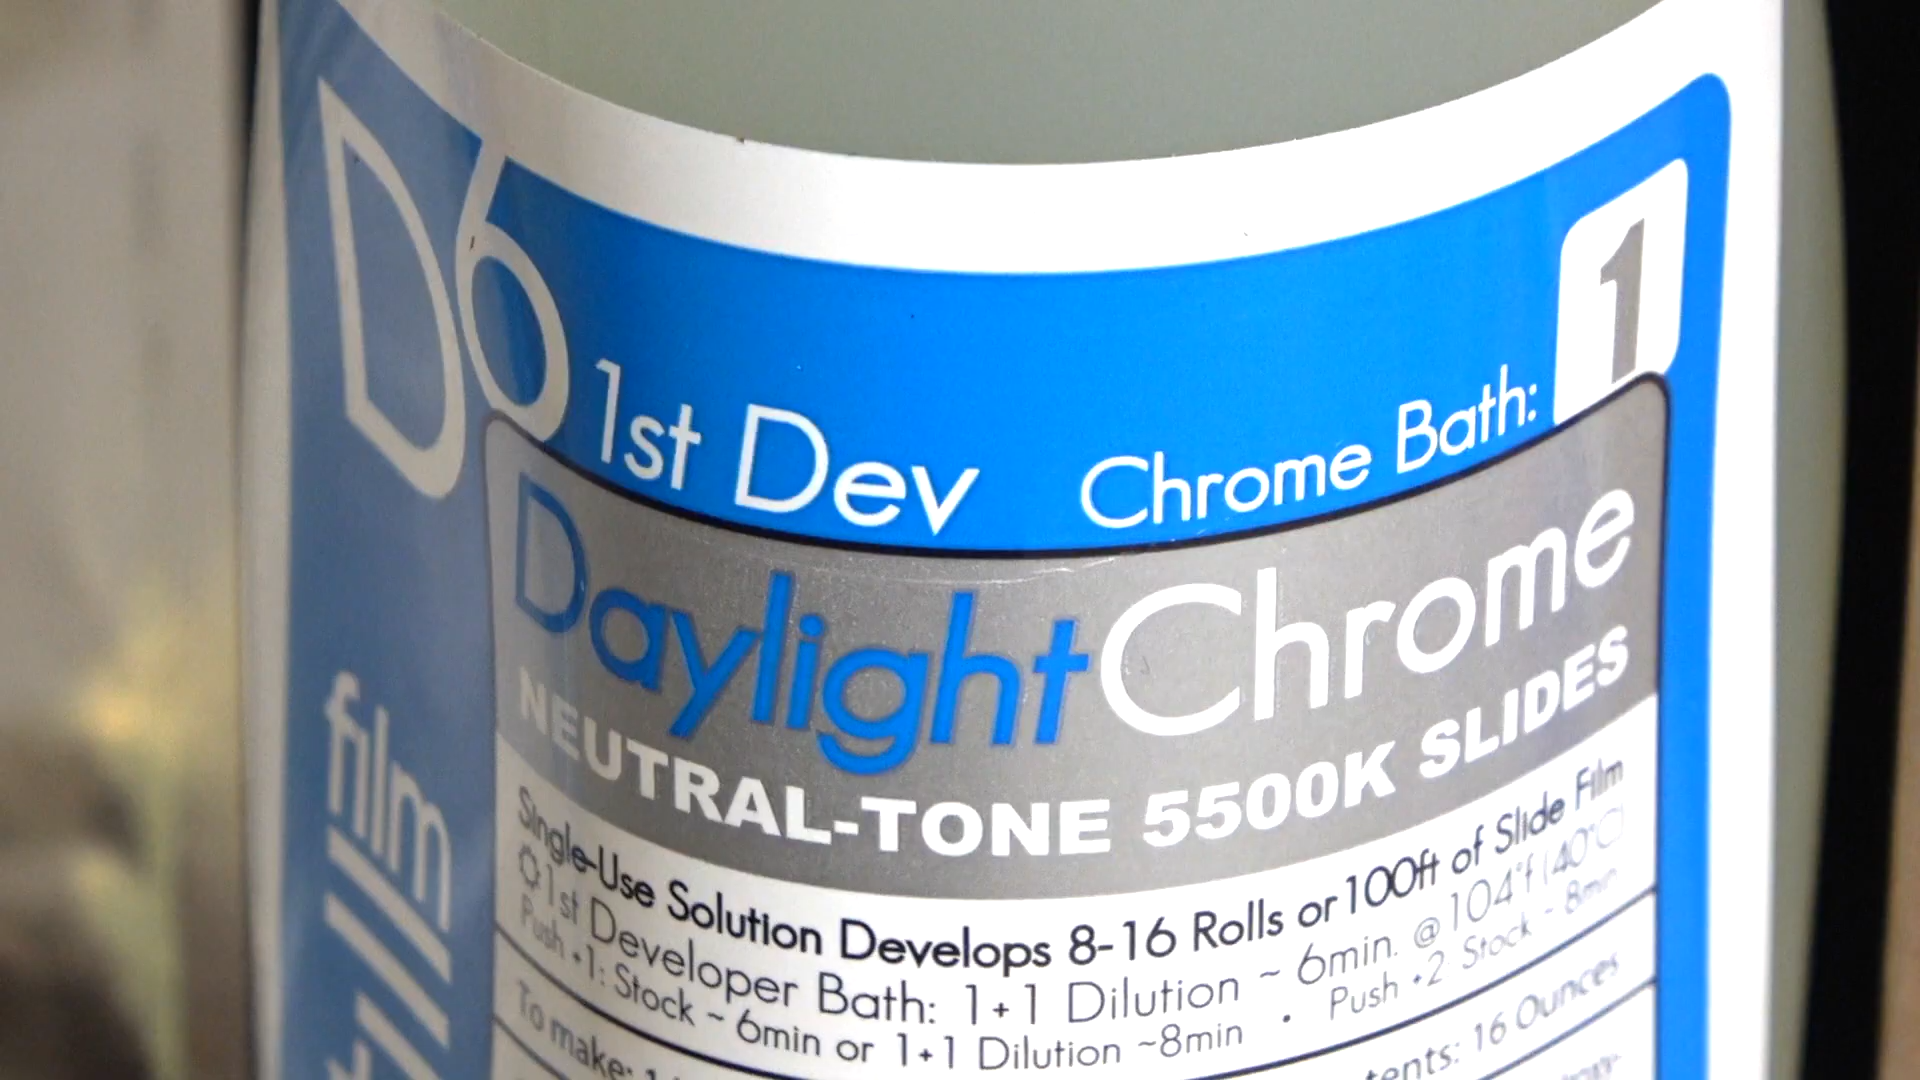 D6 1st Dev Chrome Bath: 1
DaylightChrome
NEUTRAL-TONE 5500K SLIDES
Single-Use Solution Develops 8-16 Rolls or 100ft of Slide Film
1st Developer Bath: 1+1 Dilution ~ 6min. @ 104°f (40°C)
Push +1: Stock ~ 6min or 1+1 Dilution ~8min • Push +2 Stock ~ 8min
To make:
16 Ounces
film